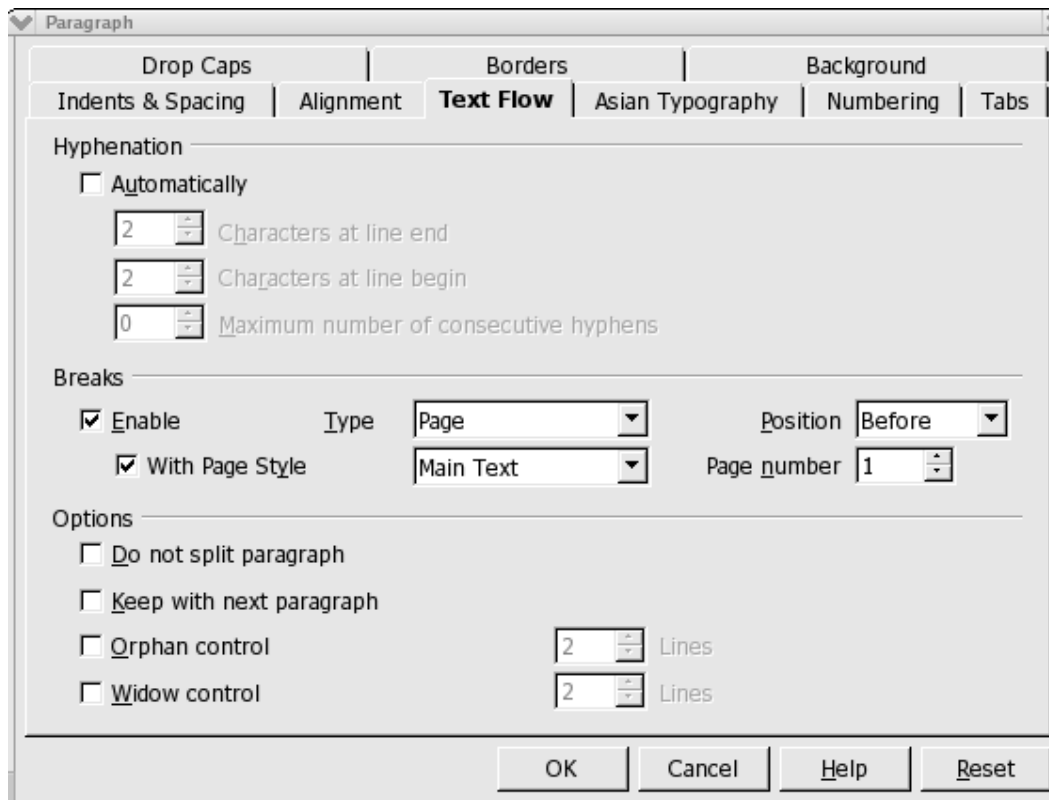 Paragraph
Drop Caps Borders Background
Indents & Spacing Alignment Text Flow Asian Typography Numbering Tabs
Hyphenation
Automatically
2 Characters at line end
2 Characters at line begin
0 Maximum number of consecutive hyphens
Breaks
Enable Type Page Position Before
With Page Style Main Text Page number 1
Options
Do not split paragraph
Keep with next paragraph
Orphan control 2 Lines
Widow control 2 Lines
OK Cancel Help Reset